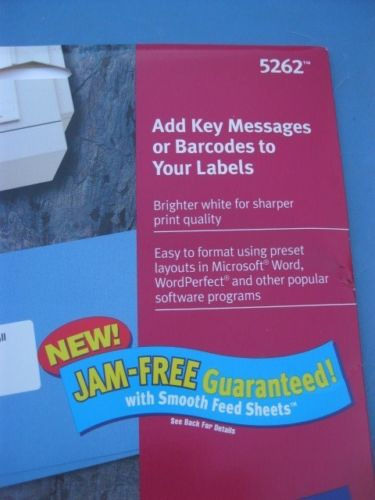 5262™
Add Key Messages
or Barcodes to
Your Labels
Brighter white for sharper
print quality
Easy to format using preset
layouts in Microsoft® Word,
WordPerfect® and other popular
software programs
NEW!
JAM-FREE Guaranteed!
with Smooth Feed Sheets™
See Back For Details